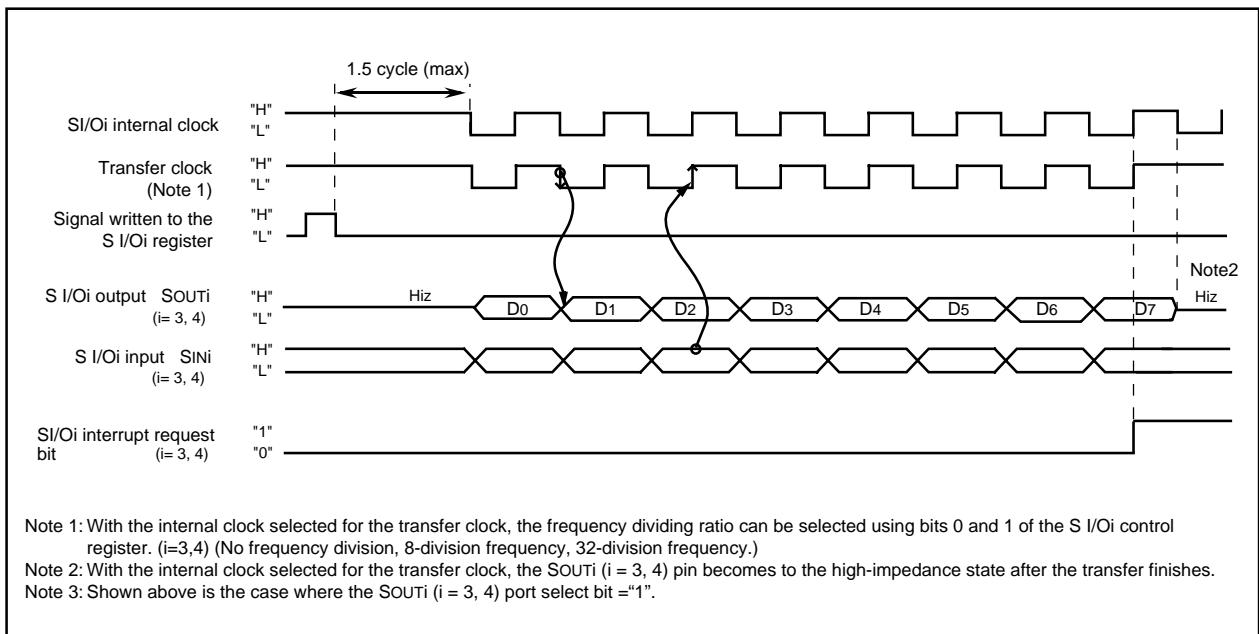 1.5 cycle (max)
SI/Oi internal clock "H" "L"
Transfer clock (Note 1) "H" "L"
Signal written to the S I/Oi register "H" "L"
Note2
S I/Oi output SOUTi (i= 3, 4) "H" "L" Hiz D0 D1 D2 D3 D4 D5 D6 D7 Hiz
S I/Oi input SINi (i= 3, 4) "H" "L"
SI/Oi interrupt request bit (i= 3, 4) "1" "0"
Note 1: With the internal clock selected for the transfer clock, the frequency dividing ratio can be selected using bits 0 and 1 of the S I/Oi control
register. (i=3,4) (No frequency division, 8-division frequency, 32-division frequency.)
Note 2: With the internal clock selected for the transfer clock, the SOUTi (i = 3, 4) pin becomes to the high-impedance state after the transfer finishes.
Note 3: Shown above is the case where the SOUTi (i = 3, 4) port select bit =“1”.